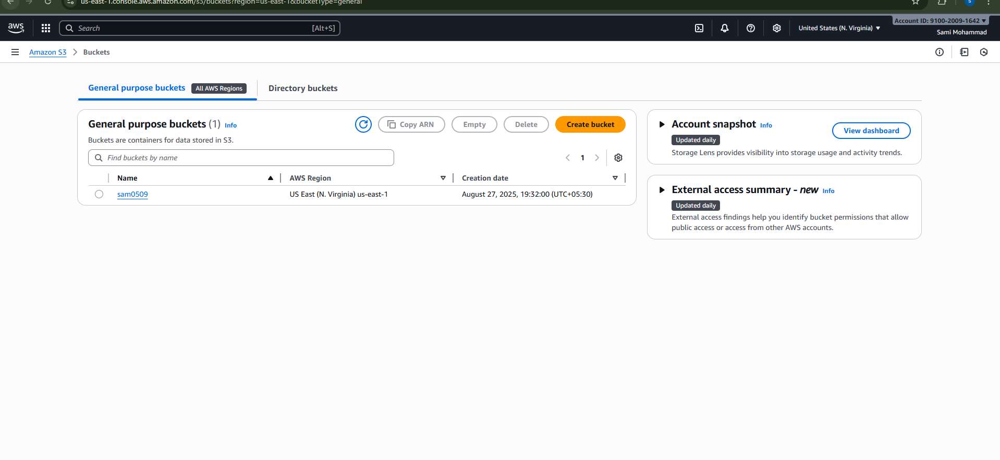 us-east-1.console.aws.amazon.com/s3/buckets?region=us-east-1&bucketType=general
S
aws
Search
[Alt+S]
United States (N. Virginia)
Account ID: 9100-2009-1642
Sami Mohammad
Amazon S3
Buckets
General purpose buckets
All AWS Regions
Directory buckets
General purpose buckets (1) Info
Copy ARN
Empty
Delete
Create bucket
Buckets are containers for data stored in S3.
Find buckets by name
1
Name
AWS Region
Creation date
sam0509
US East (N. Virginia) us-east-1
August 27, 2025, 19:32:00 (UTC+05:30)
Account snapshot Info
Updated daily
View dashboard
Storage Lens provides visibility into storage usage and activity trends.
External access summary - new Info
Updated daily
External access findings help you identify bucket permissions that allow
public access or access from other AWS accounts.